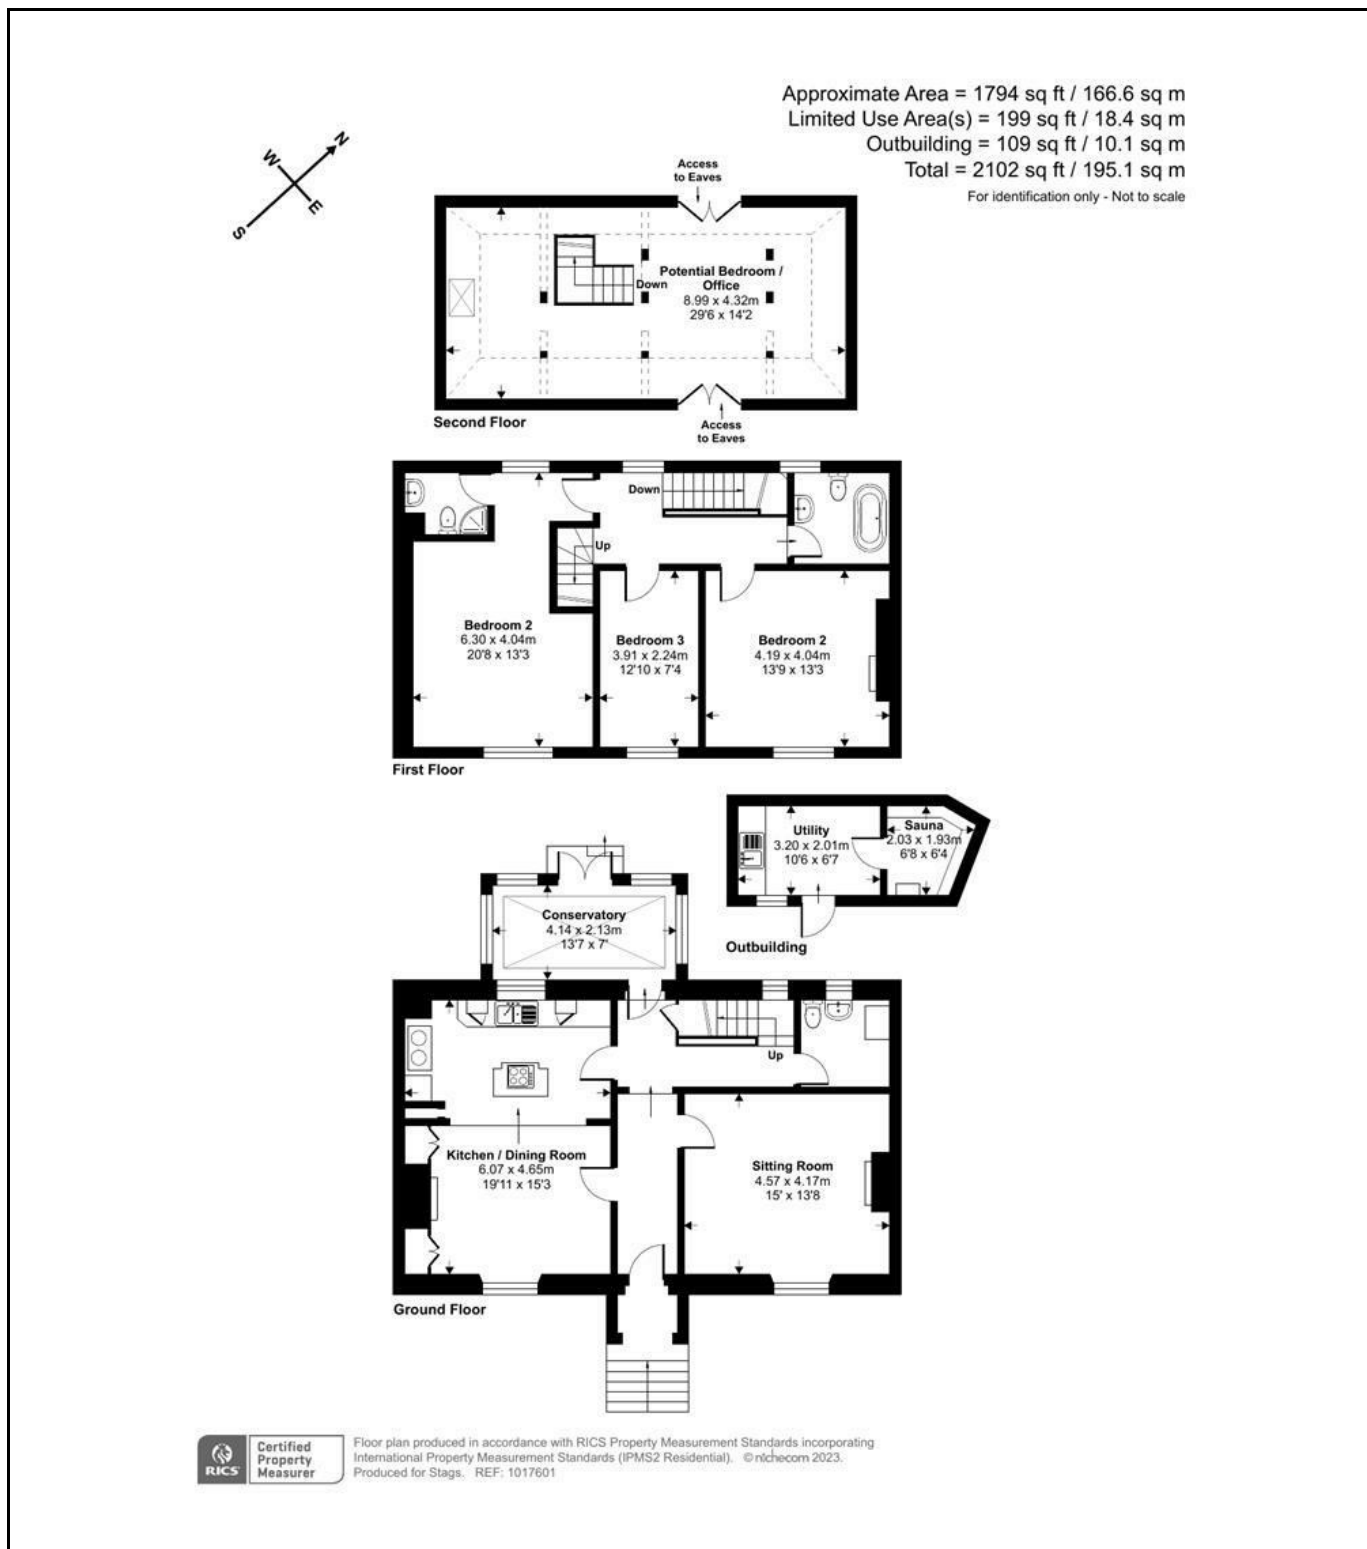 Approximate Area = 1794 sq ft / 166.6 sq m
Limited Use Area(s) = 199 sq ft / 18.4 sq m
Outbuilding = 109 sq ft / 10.1 sq m
Total = 2102 sq ft / 195.1 sq m
For identification only - Not to scale
N
W
E
S
Access
to Eaves
Potential Bedroom /
Office
Down
8.99 x 4.32m
29'6 x 14'2
Second Floor
Access
to Eaves
Down
Up
Bedroom 2
6.30 x 4.04m
20'8 x 13'3
Bedroom 3
3.91 x 2.24m
12'10 x 7'4
Bedroom 2
4.19 x 4.04m
13'9 x 13'3
First Floor
Utility
3.20 x 2.01m
10'6 x 6'7
Sauna
2.03 x 1.93m
6'8 x 6'4
Outbuilding
Conservatory
4.14 x 2.13m
13'7 x 7'
Up
Kitchen / Dining Room
6.07 x 4.65m
19'11 x 15'3
Sitting Room
4.57 x 4.17m
15' x 13'8
Ground Floor
RICS
Certified
Property
Measurer
Floor plan produced in accordance with RICS Property Measurement Standards incorporating
International Property Measurement Standards (IPMS2 Residential). © nichecom 2023.
Produced for Stags. REF: 1017601